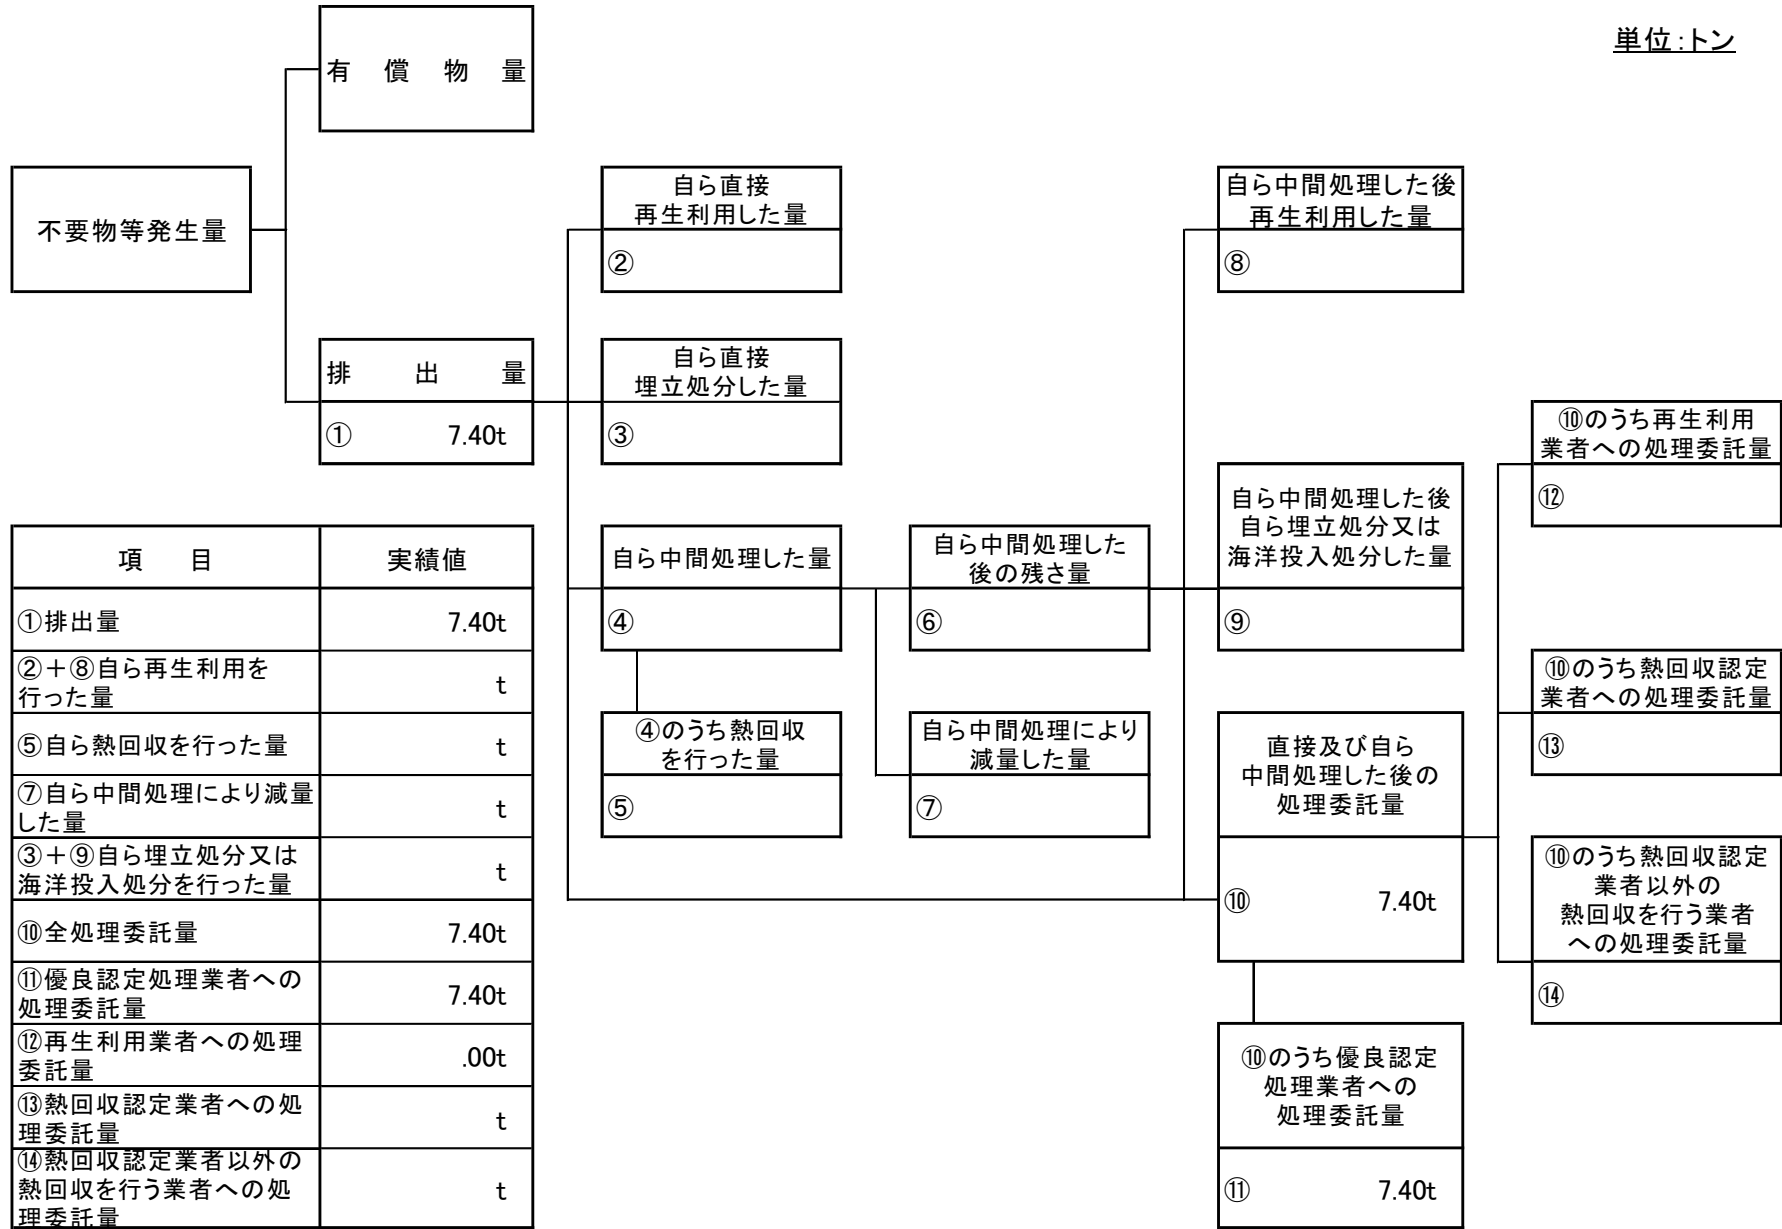 単位：トン
有償物量
不要物等発生量
自ら直接
再生利用した量
②
自ら中間処理した後
再生利用した量
⑧
排出量
① 7.40t
自ら直接
埋立処分した量
③
⑩のうち再生利用
業者への処理委託量
⑫
自ら中間処理した量
④
自ら中間処理した
後の残さ量
⑥
自ら中間処理した後
自ら埋立処分又は
海洋投入処分した量
⑨
⑩のうち熱回収認定
業者への処理委託量
⑬
④のうち熱回収
を行った量
⑤
自ら中間処理により
減量した量
⑦
直接及び自ら
中間処理した後の
処理委託量
⑩ 7.40t
⑩のうち熱回収認定
業者以外の
熱回収を行う業者
への処理委託量
⑭
⑩のうち優良認定
処理業者への
処理委託量
⑪ 7.40t
項目 実績値
①排出量 7.40t
②＋⑧自ら再生利用を
行った量 t
⑤自ら熱回収を行った量 t
⑦自ら中間処理により減量
した量 t
③＋⑨自ら埋立処分又は
海洋投入処分を行った量 t
⑩全処理委託量 7.40t
⑪優良認定処理業者への
処理委託量 7.40t
⑫再生利用業者への処理
委託量 .00t
⑬熱回収認定業者への処
理委託量 t
⑭熱回収認定業者以外の
熱回収を行う業者への処
理委託量 t